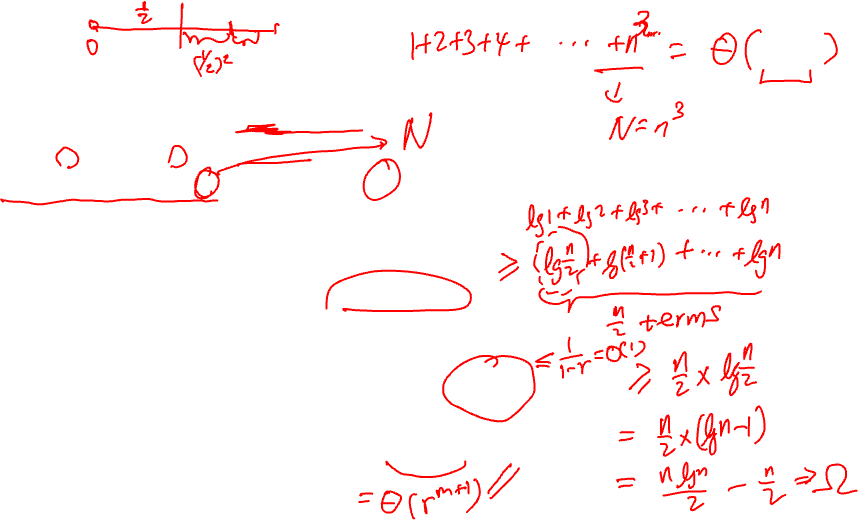 1/2
0
(1/2)^2
1+2+3+4+ ⋯ +n^3 = Θ( )
N=n^3
N
lg1+lg2+lg3+ ⋯ +lgn
≥ lg n/2 + lg(n/2+1) + ⋯ +lgn
n/2 terms
≤ 1/(1-r) = Θ(1)
≥ n/2 × lg n/2
= n/2 × (lgn-1)
= nlgn/2 - n/2 ⇒ Ω
= Θ(r^{m+1})